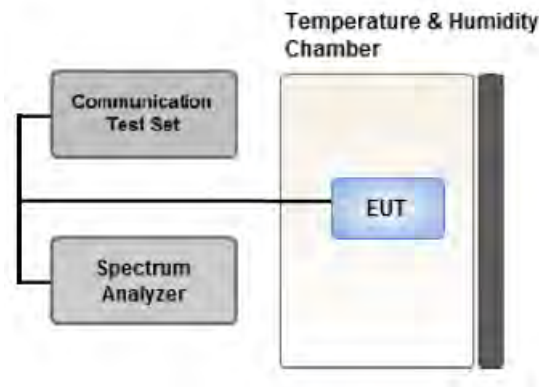 Temperature & Humidity
Chamber
Communication
Test Set
EUT
Spectrum
Analyzer